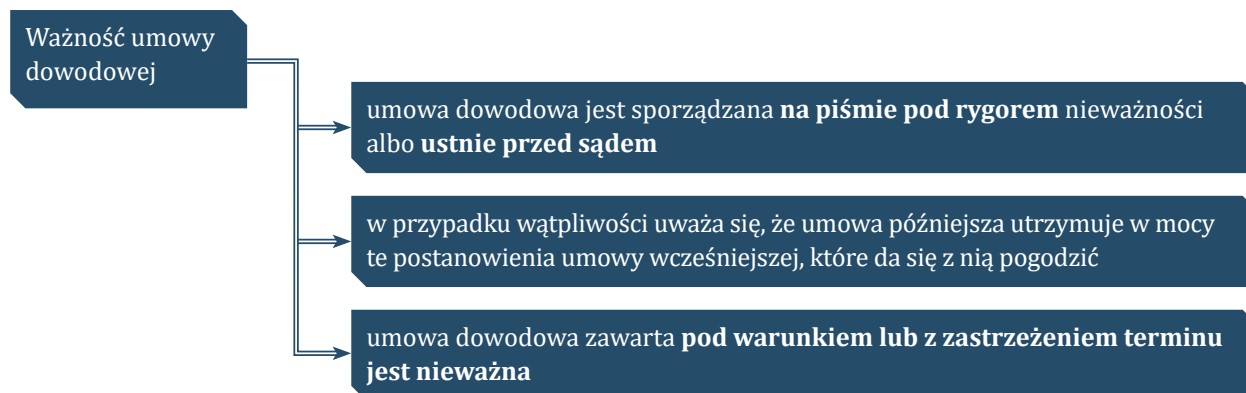 Ważność umowy
dowodowej
umowa dowodowa jest sporządzana na piśmie pod rygorem nieważności
albo ustnie przed sądem
w przypadku wątpliwości uważa się, że umowa późniejsza utrzymuje w mocy
te postanowienia umowy wcześniejszej, które da się z nią pogodzić
umowa dowodowa zawarta pod warunkiem lub z zastrzeżeniem terminu
jest nieważna